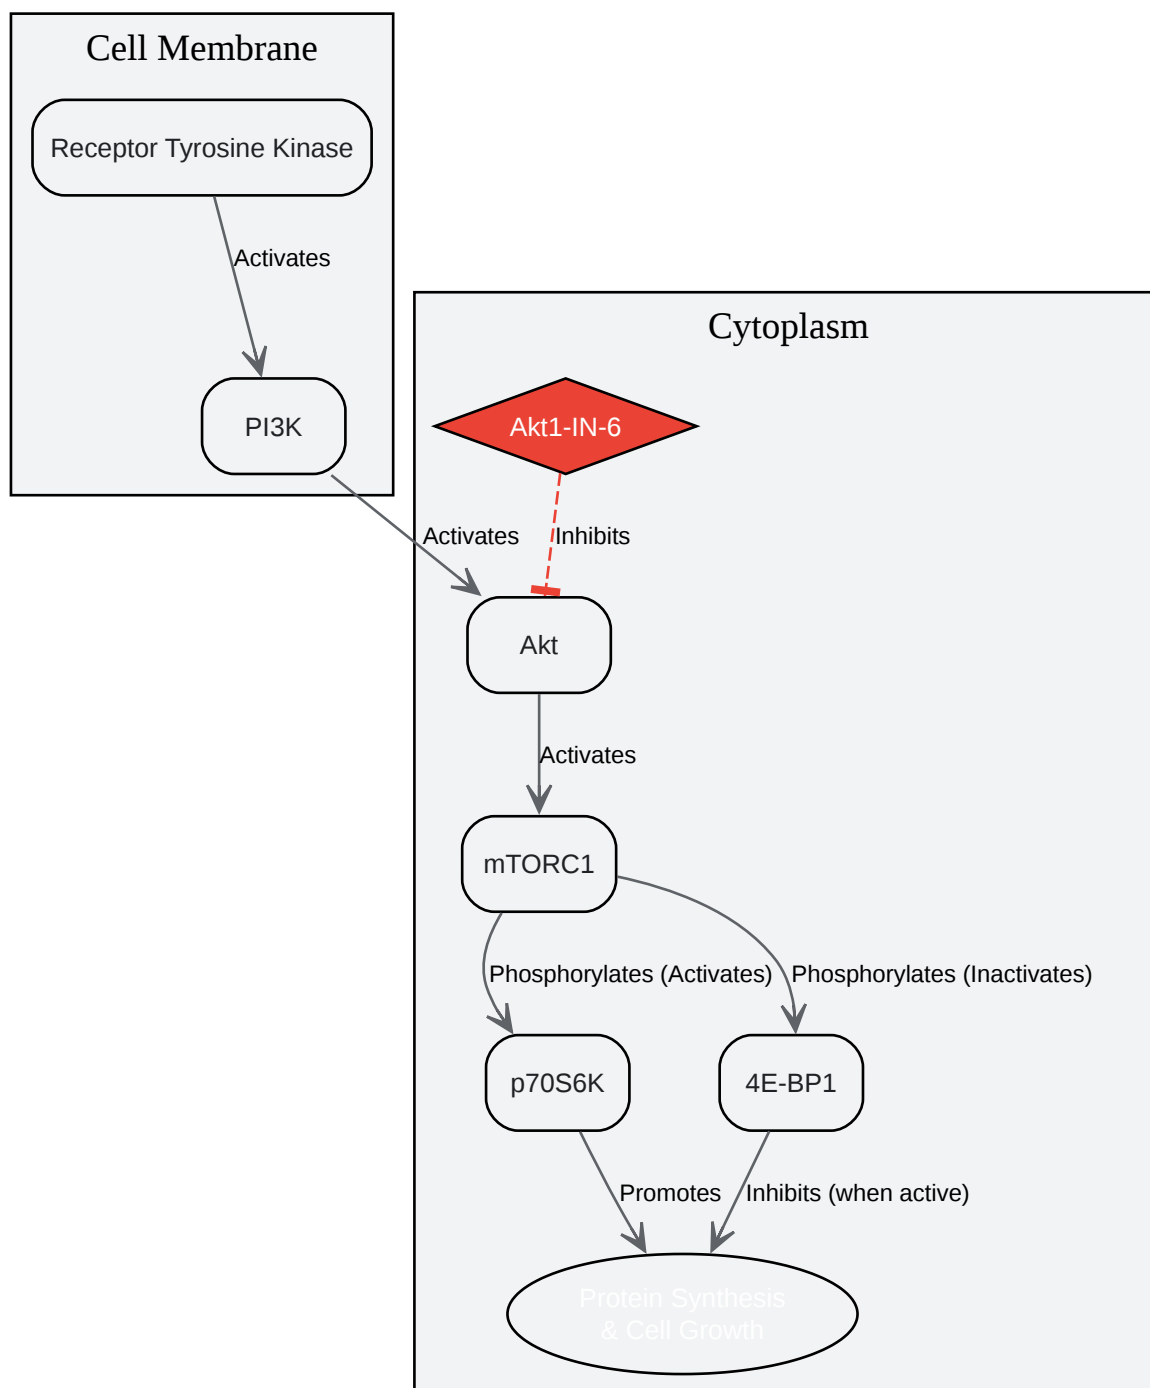 Cell Membrane
Receptor Tyrosine Kinase
Activates
PI3K
Cytoplasm
Akt1-IN-6
Activates
Inhibits
Akt
Activates
mTORC1
Phosphorylates (Activates)
Phosphorylates (Inactivates)
p70S6K
4E-BP1
Promotes
Inhibits (when active)
Protein Synthesis
& Cell Growth